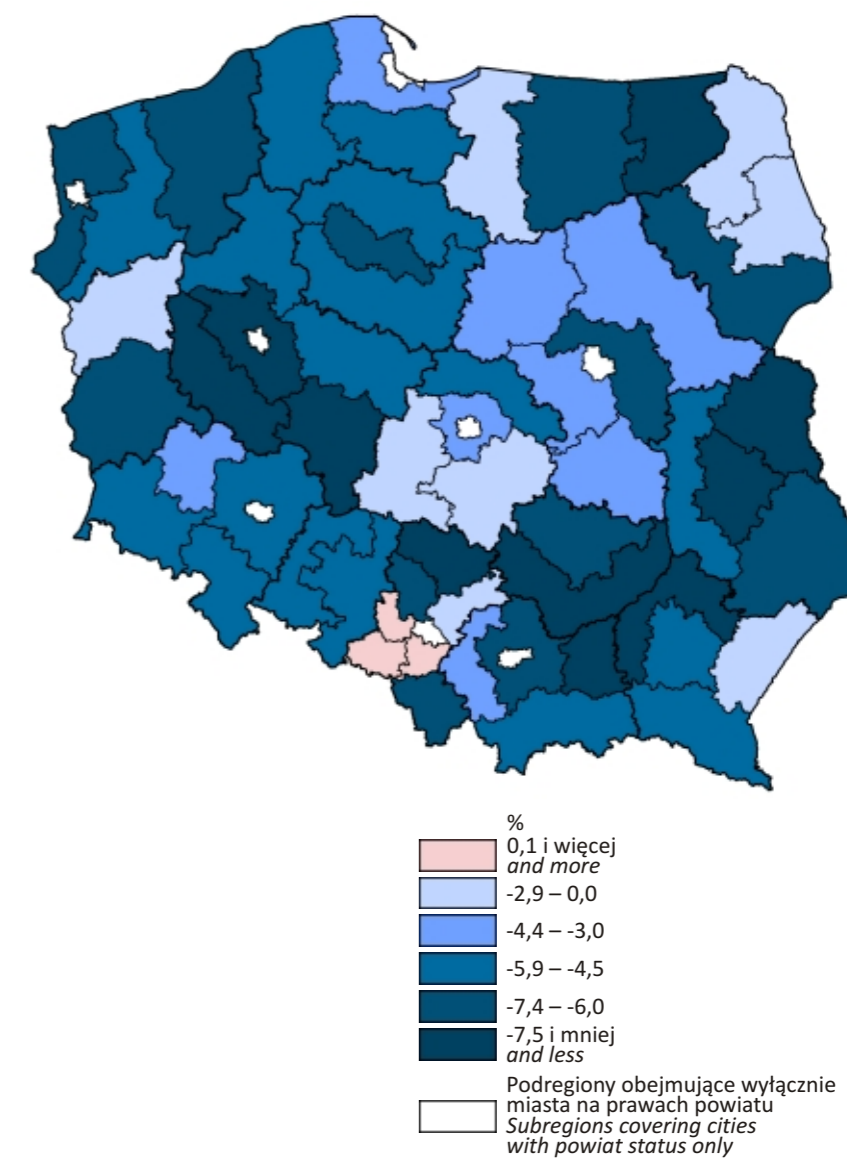 %
0,1 i więcej
and more
-2,9 – 0,0
-4,4 – -3,0
-5,9 – -4,5
-7,4 – -6,0
-7,5 i mniej
and less
Podregiony obejmujące wyłącznie
miasta na prawach powiatu
Subregions covering cities
with powiat status only